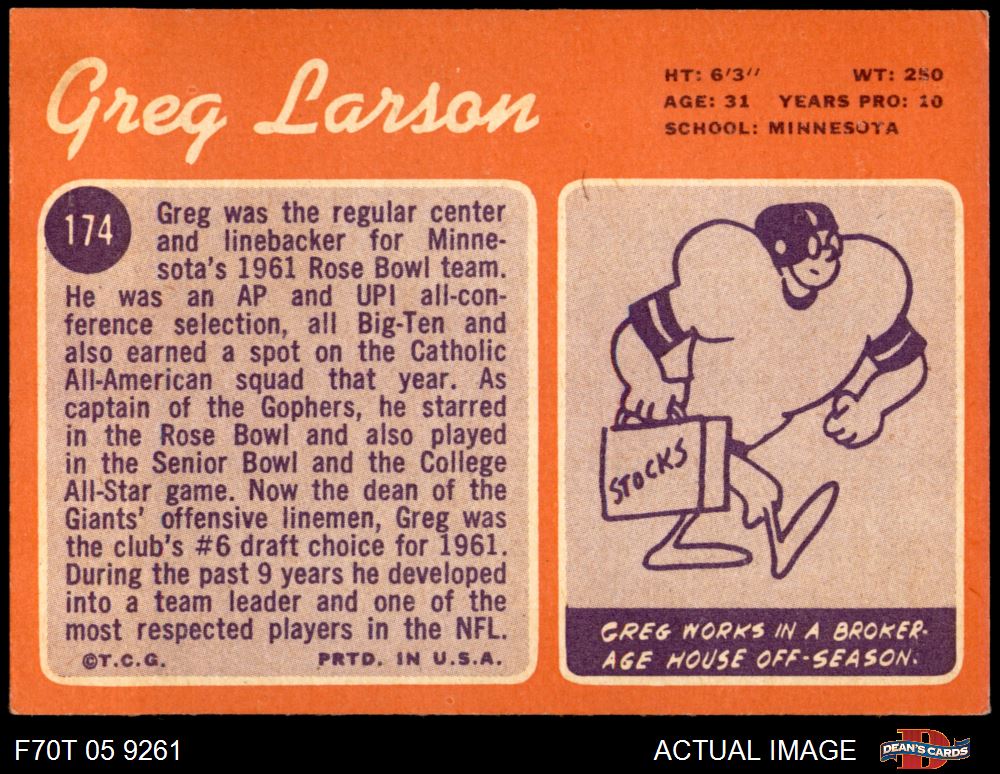 Greg Larson
HT: 6'3" WT: 250
AGE: 31 YEARS PRO: 10
SCHOOL: MINNESOTA
174
Greg was the regular center
and linebacker for Minne-
sota's 1961 Rose Bowl team.
He was an AP and UPI all-con-
ference selection, all Big-Ten and
also earned a spot on the Catholic
All-American squad that year. As
captain of the Gophers, he starred
in the Rose Bowl and also played
in the Senior Bowl and the College
All-Star game. Now the dean of the
Giants' offensive linemen, Greg was
the club's #6 draft choice for 1961.
During the past 9 years he developed
into a team leader and one of the
most respected players in the NFL.
©T.C.G. PRTD. IN U.S.A.
STOCKS
GREG WORKS IN A BROKER-
AGE HOUSE OFF-SEASON.
F70T 05 9261
ACTUAL IMAGE
DEAN'S CARDS